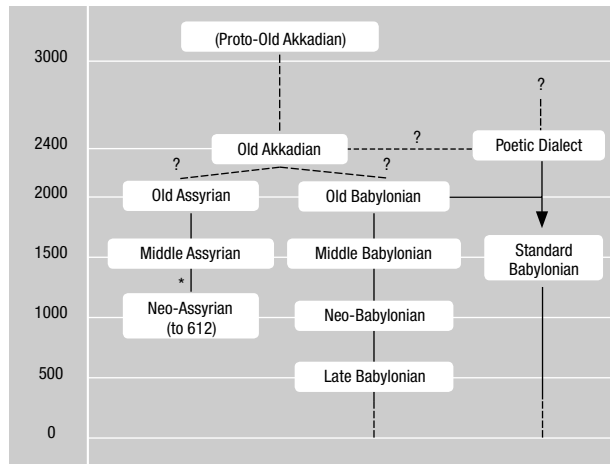 (Proto-Old Akkadian)
3000
?
2400
Old Akkadian
?
Poetic Dialect
?
?
2000
Old Assyrian
Old Babylonian
1500
Middle Assyrian
Middle Babylonian
Standard
Babylonian
*
1000
Neo-Assyrian
(to 612)
Neo-Babylonian
500
Late Babylonian
0